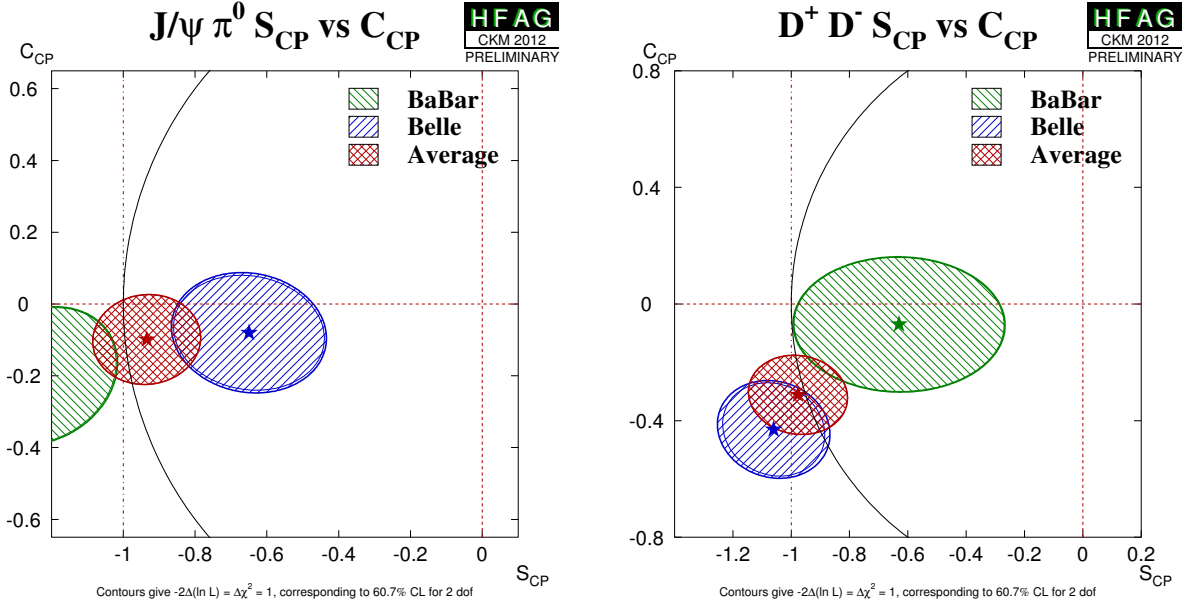 J/ψ π⁰ S_CP vs C_CP
HFAG
CKM 2012
PRELIMINARY
C_CP
BaBar
Belle
Average
0.6
0.4
0.2
0
-0.2
-0.4
-0.6
-1 -0.8 -0.6 -0.4 -0.2 0
S_CP
Contours give -2Δ(ln L) = Δχ² = 1, corresponding to 60.7% CL for 2 dof
D⁺ D⁻ S_CP vs C_CP
HFAG
CKM 2012
PRELIMINARY
C_CP
BaBar
Belle
Average
0.8
0.4
0
-0.4
-0.8
-1.2 -1 -0.8 -0.6 -0.4 -0.2 0 0.2
S_CP
Contours give -2Δ(ln L) = Δχ² = 1, corresponding to 60.7% CL for 2 dof